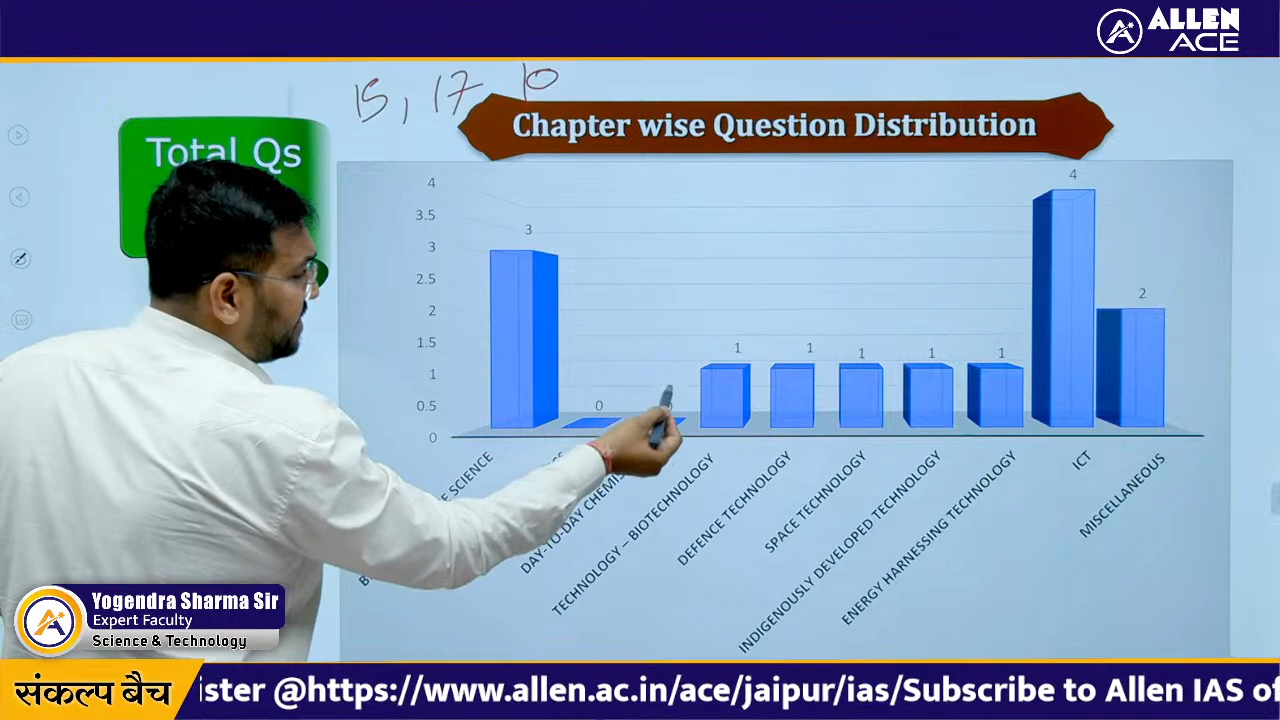 ALLEN
ACE
15, 17 10
Total Qs
Chapter wise Question Distribution
4
3.5
3
2.5
2
1.5
1
0.5
0
3
0
1
1
1
1
1
4
2
SCIENCE
DAY-TO-DAY
TECHNOLOGY – BIOTECHNOLOGY
DEFENCE TECHNOLOGY
SPACE TECHNOLOGY
INDIGENOUSLY DEVELOPED TECHNOLOGY
ENERGY HARNESSING TECHNOLOGY
ICT
MISCELLANEOUS
Yogendra Sharma Sir
Expert Faculty
Science & Technology
संकल्प बैच
ister @https://www.allen.ac.in/ace/jaipur/ias/Subscribe to Allen IAS of